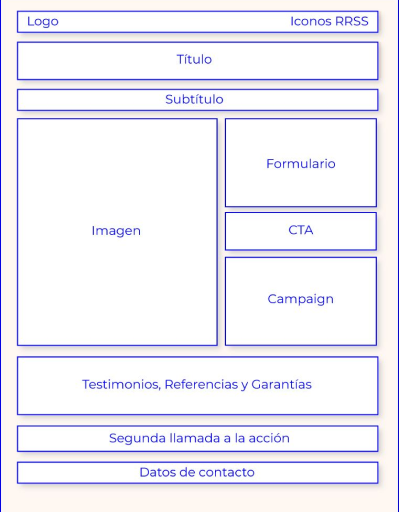 Logo
Iconos RRSS
Título
Subtítulo
Imagen
Formulario
CTA
Campaign
Testimonios, Referencias y Garantías
Segunda llamada a la acción
Datos de contacto